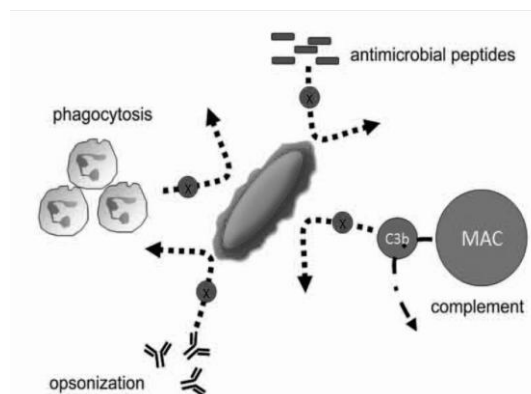 antimicrobial peptides
X
phagocytosis
X
X
C3b
MAC
X
complement
opsonization